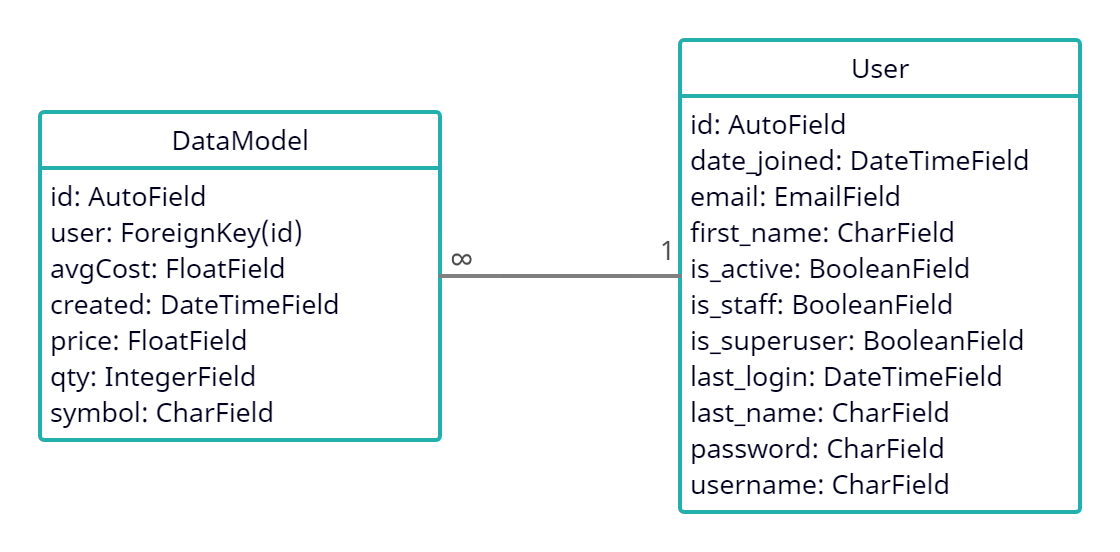 DataModel
id: AutoField
user: ForeignKey(id)
avgCost: FloatField
created: DateTimeField
price: FloatField
qty: IntegerField
symbol: CharField
∞
1
User
id: AutoField
date_joined: DateTimeField
email: EmailField
first_name: CharField
is_active: BooleanField
is_staff: BooleanField
is_superuser: BooleanField
last_login: DateTimeField
last_name: CharField
password: CharField
username: CharField